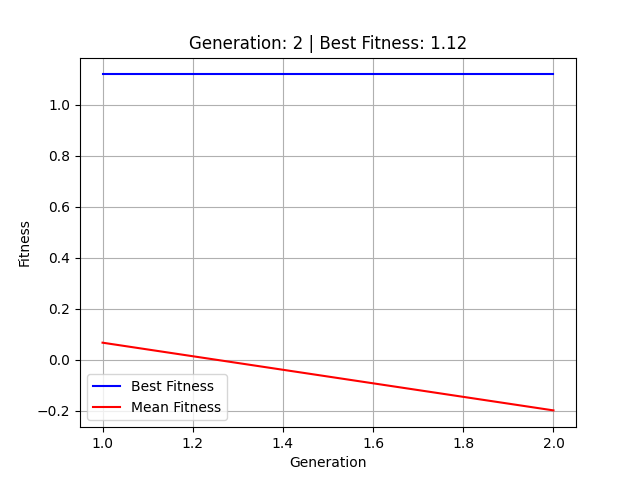 Generation: 2 | Best Fitness: 1.12
Fitness
1.0
0.8
0.6
0.4
0.2
0.0
−0.2
Best Fitness
Mean Fitness
1.0 1.2 1.4 1.6 1.8 2.0
Generation